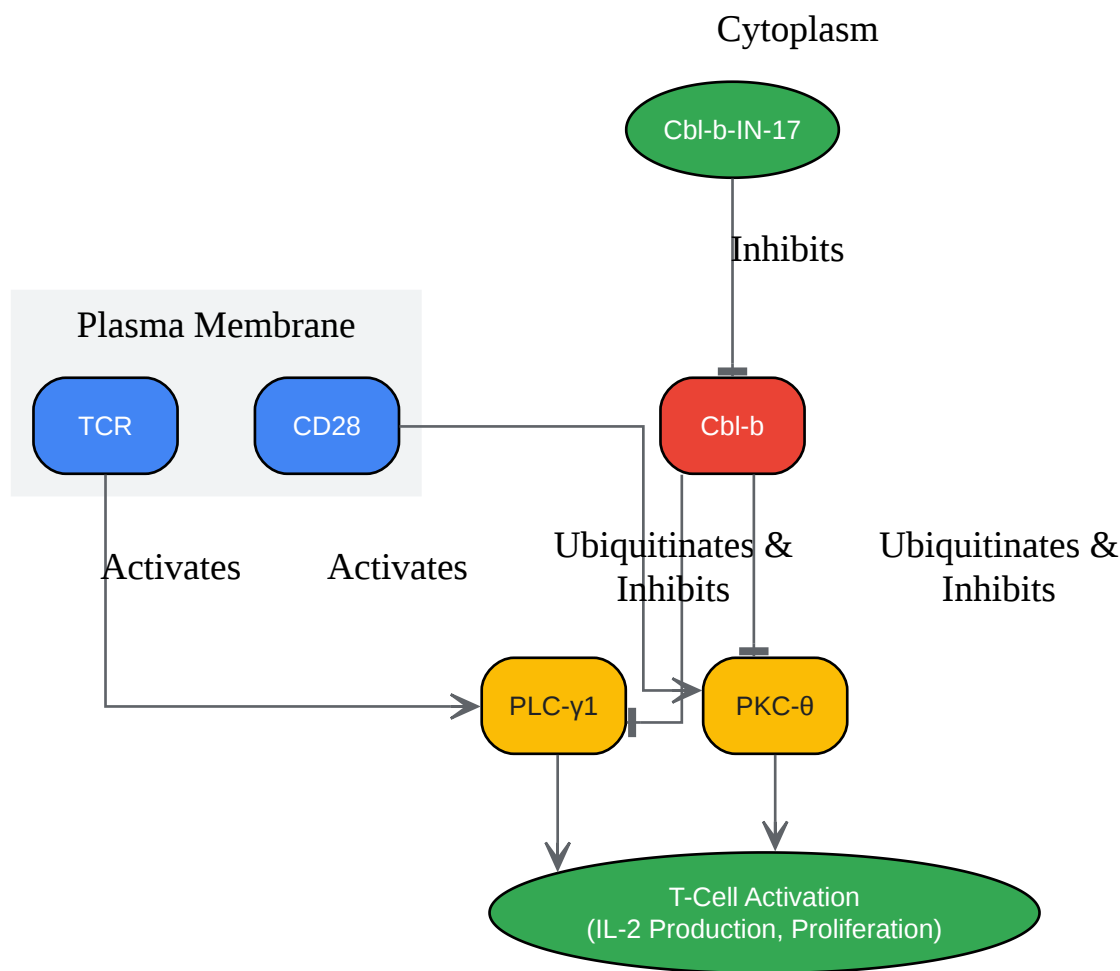 Cytoplasm
Cbl-b-IN-17
Inhibits
Plasma Membrane
TCR
CD28
Cbl-b
Activates
Activates
Ubiquitinates &
Inhibits
Ubiquitinates &
Inhibits
PLC-γ1
PKC-θ
T-Cell Activation
(IL-2 Production, Proliferation)